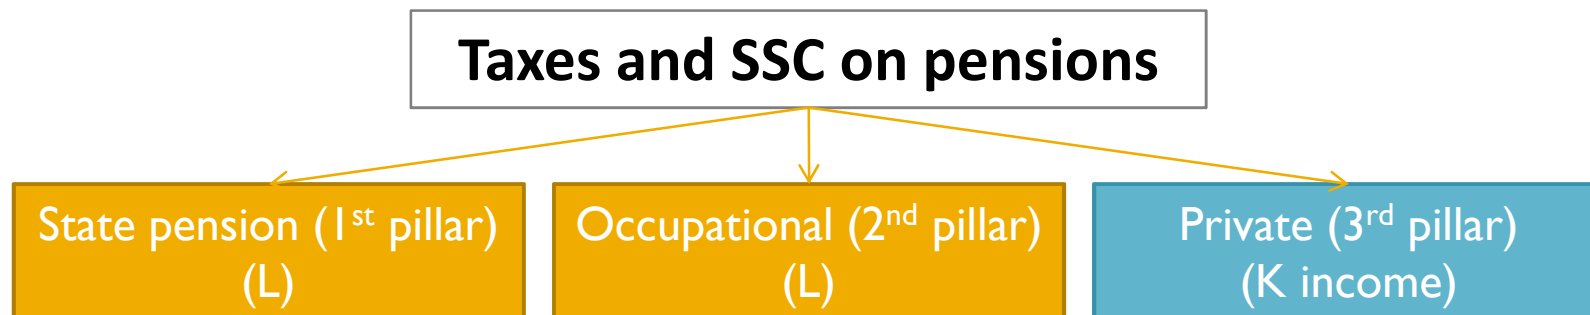 Taxes and SSC on pensions
State pension (1st pillar)
(L)
Occupational (2nd pillar)
(L)
Private (3rd pillar)
(K income)